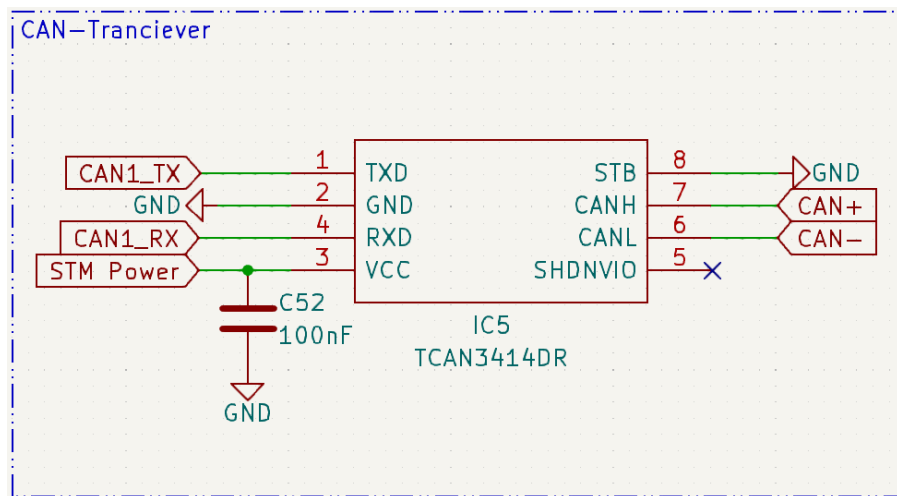 CAN-Tranciever
CAN1_TX 1 TXD STB 8 GND
GND 2 GND CANH 7 CAN+
CAN1_RX 4 RXD CANL 6 CAN-
STM Power 3 VCC SHDNVIO 5
C52
100nF
IC5
TCAN3414DR
GND